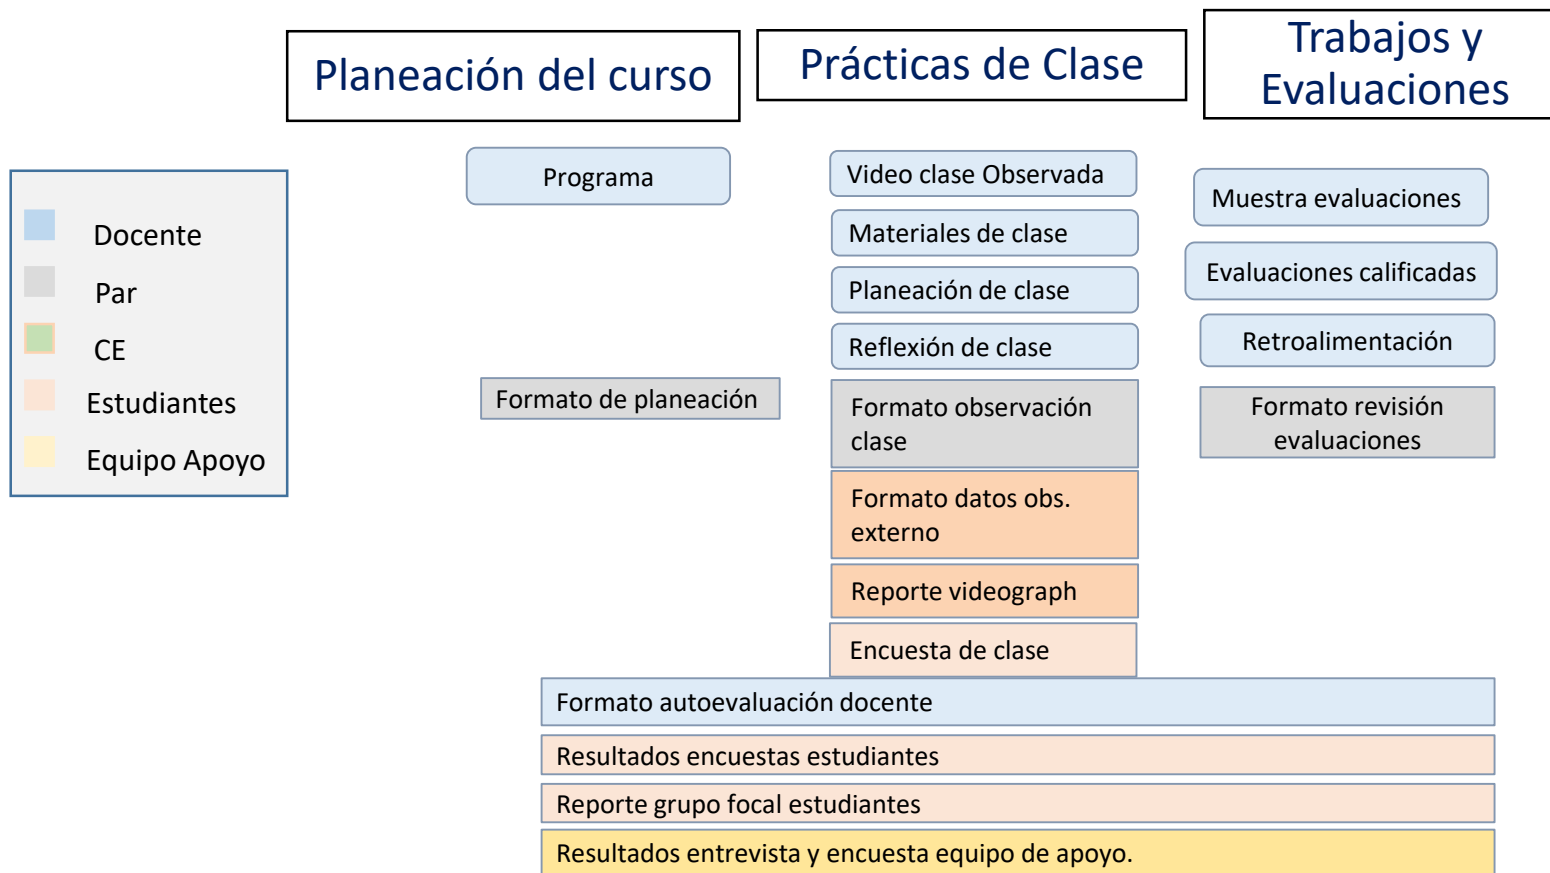 Planeación del curso
Prácticas de Clase
Trabajos y
Evaluaciones
Docente
Par
CE
Estudiantes
Equipo Apoyo
Programa
Formato de planeación
Video clase Observada
Materiales de clase
Planeación de clase
Reflexión de clase
Formato observación
clase
Formato datos obs.
externo
Reporte videograph
Encuesta de clase
Muestra evaluaciones
Evaluaciones calificadas
Retroalimentación
Formato revisión
evaluaciones
Formato autoevaluación docente
Resultados encuestas estudiantes
Reporte grupo focal estudiantes
Resultados entrevista y encuesta equipo de apoyo.